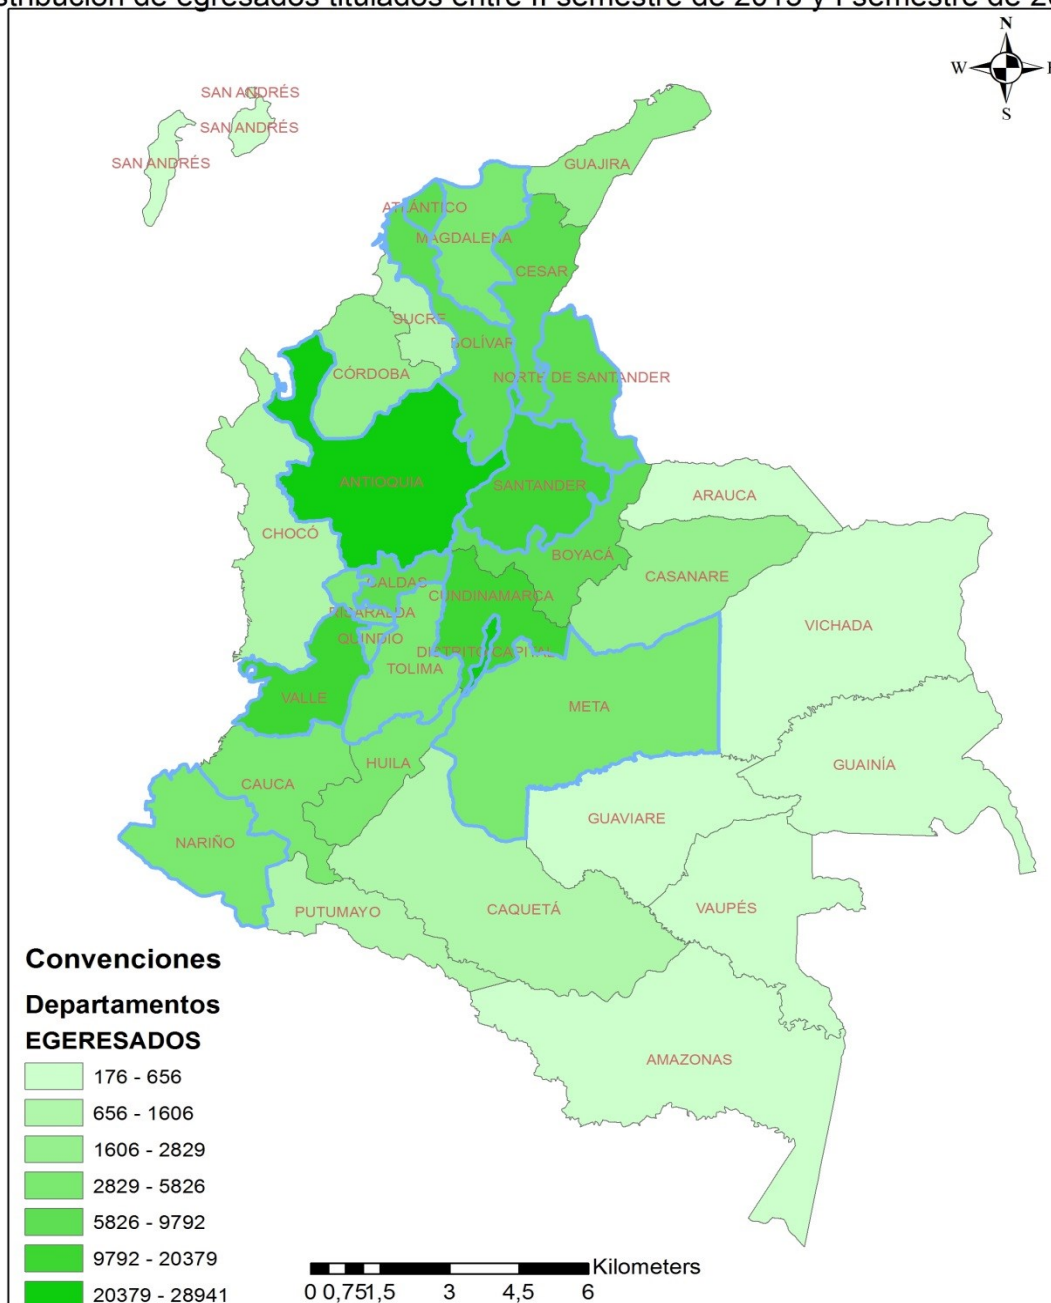 stribución de egresados titulados entre II semestre de 2015 y I semestre de 20
N
W E
S
SAN ANDRÉS
SAN ANDRÉS
SAN ANDRÉS
GUAJIRA
ATLÁNTICO
MAGDALENA
CESAR
SUCRE
BOLÍVAR
CÓRDOBA
NORTE DE SANTANDER
ANTIOQUIA
SANTANDER
ARAUCA
CHOCÓ
BOYACÁ
CASANARE
CALDAS
CUNDINAMARCA
RISARALDA
VICHADA
QUINDIO
DISTRITO CAPITAL
TOLIMA
VALLE
META
HUILA
GUAINÍA
CAUCA
GUAVIARE
NARIÑO
PUTUMAYO
CAQUETÁ
VAUPÉS
AMAZONAS
Convenciones
Departamentos
EGERESADOS
176 - 656
656 - 1606
1606 - 2829
2829 - 5826
5826 - 9792
9792 - 20379
20379 - 28941
Kilometers
0 0,75 1,5 3 4,5 6